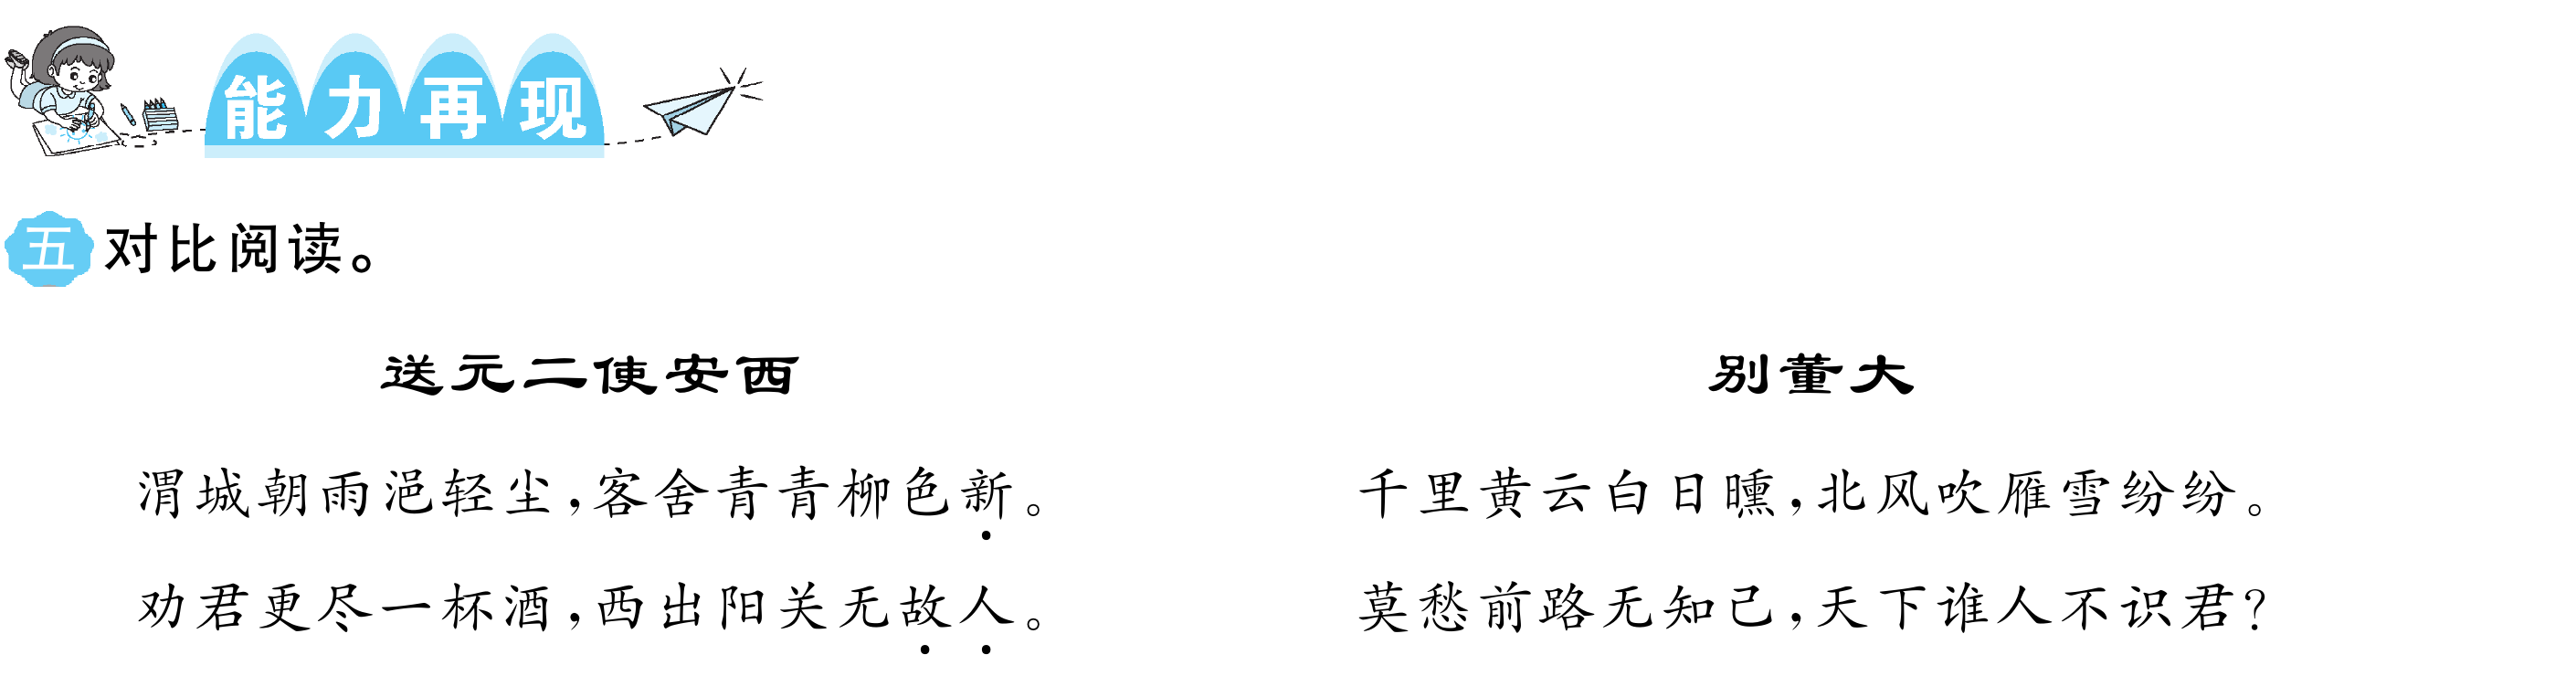 能力再现
五 对比阅读。
送元二使安西
渭城朝雨浥轻尘，客舍青青柳色新。
劝君更尽一杯酒，西出阳关无故人。
别董大
千里黄云白日曛，北风吹雁雪纷纷。
莫愁前路无知己，天下谁人不识君？